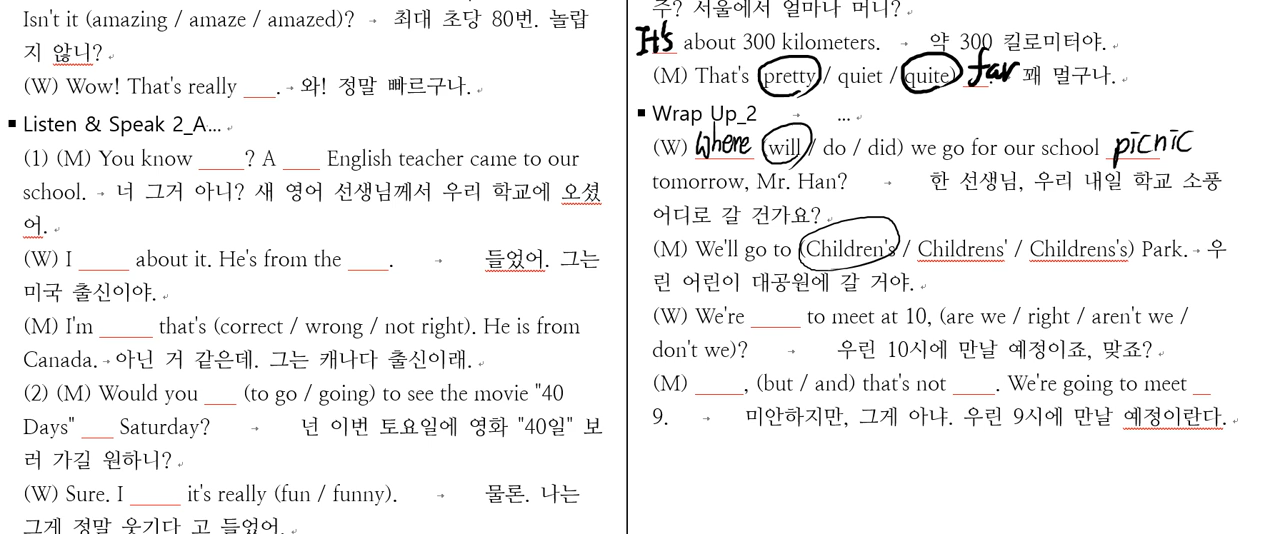 Isn't it (amazing / amaze / amazed)? → 최대 초당 80번. 놀랍
지 않니?
(W) Wow! That's really ___. → 와! 정말 빠르구나.
▪ Listen & Speak 2_A...
(1) (M) You know ____? A ___ English teacher came to our
school. → 너 그거 아니? 새 영어 선생님께서 우리 학교에 오셨
어.
(W) I ____ about it. He's from the ___. → 들었어. 그는
미국 출신이야.
(M) I'm ____ that's (correct / wrong / not right). He is from
Canada. → 아닌 거 같은데. 그는 캐나다 출신이래.
(2) (M) Would you ___ (to go / going) to see the movie "40
Days" ___ Saturday? → 넌 이번 토요일에 영화 "40일" 보
러 가길 원하니?
(W) Sure. I ____ it's really (fun / funny). → 물론. 나는
그게 정말 웃기다 고 들었어.
주? 서울에서 얼마나 머니?
It's about 300 kilometers. → 약 300 킬로미터야.
(M) That's (pretty / quiet / quite) far. 꽤 멀구나.
▪ Wrap Up_2 → ...
(W) Where (will / do / did) we go for our school picnic
tomorrow, Mr. Han? → 한 선생님, 우리 내일 학교 소풍
어디로 갈 건가요?
(M) We'll go to (Children's / Childrens' / Childrens's) Park. → 우
린 어린이 대공원에 갈 거야.
(W) We're ____ to meet at 10, (are we / right / aren't we /
don't we)? → 우린 10시에 만날 예정이죠, 맞죠?
(M) ____, (but / and) that's not ___. We're going to meet __
9. → 미안하지만, 그게 아냐. 우린 9시에 만날 예정이란다.